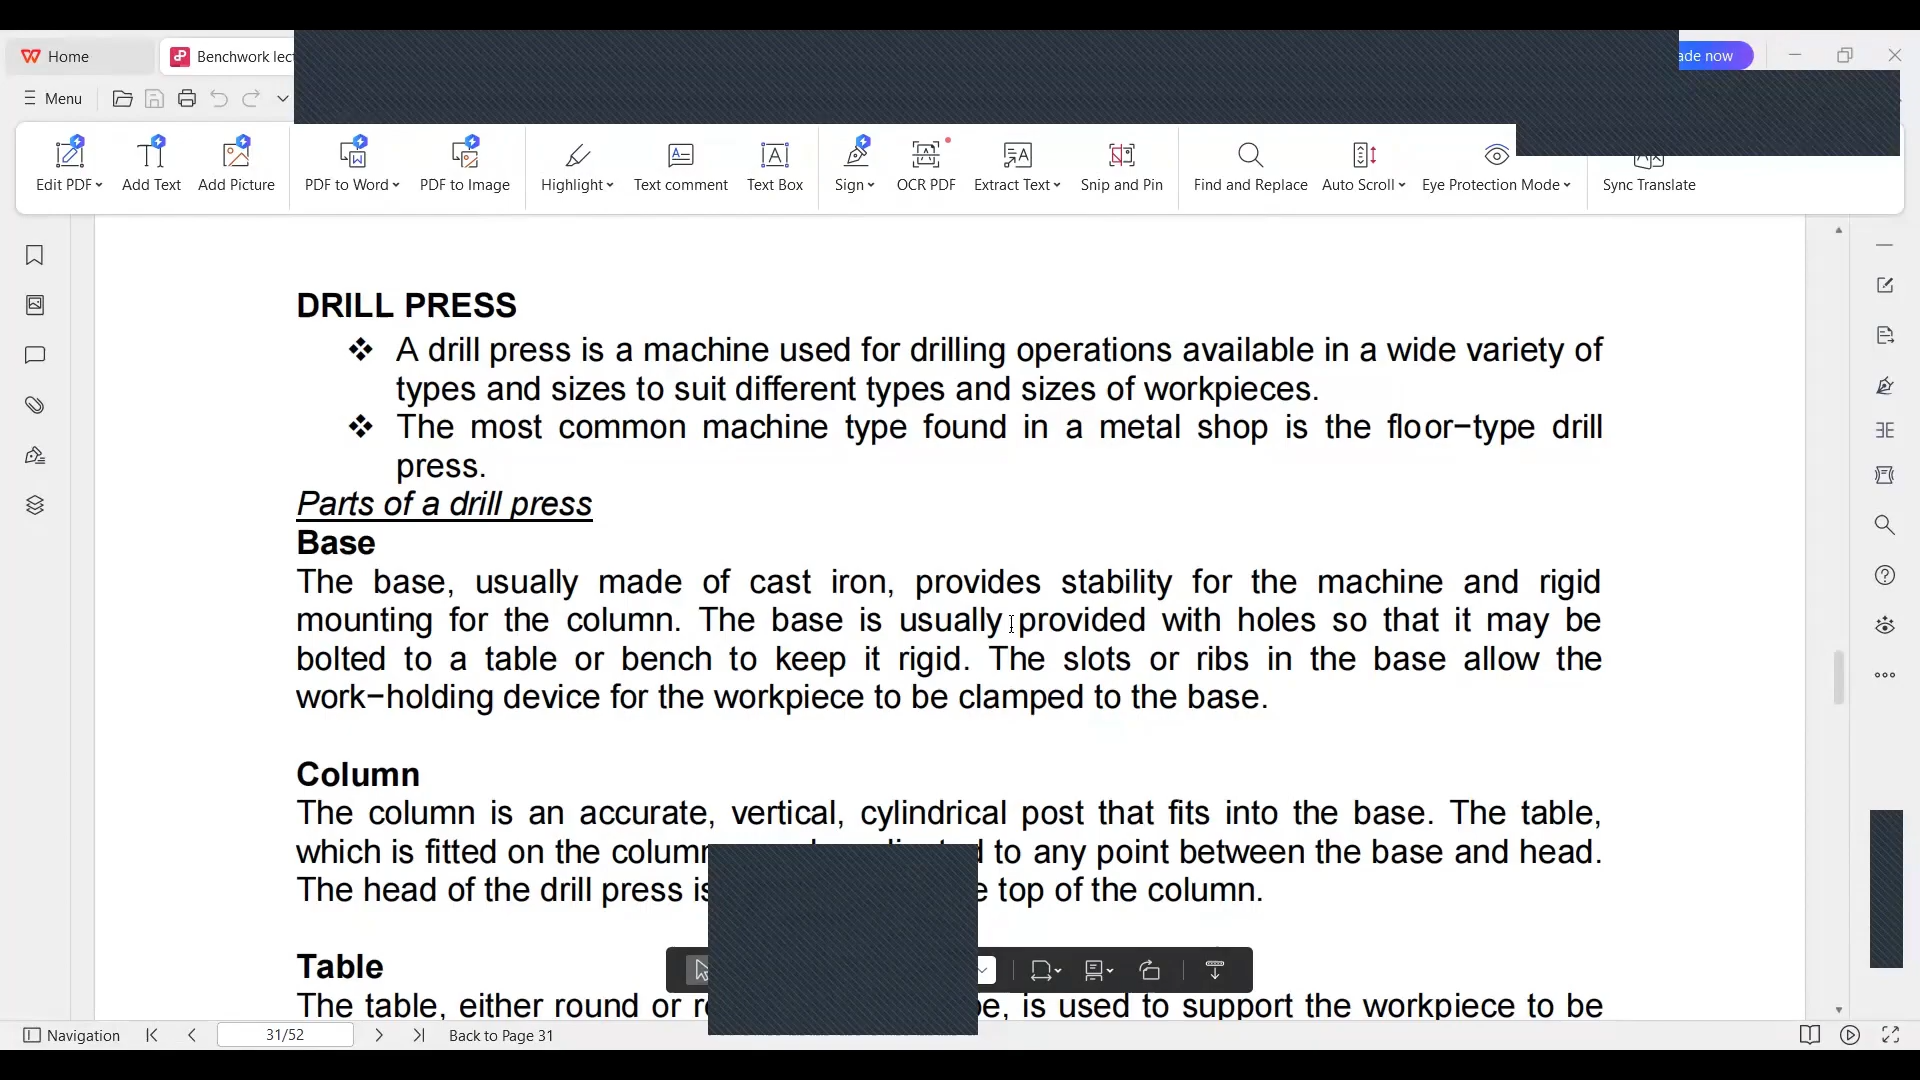 Home
Benchwork lect
ade now
Menu
Edit PDF Add Text Add Picture PDF to Word PDF to Image Highlight Text comment Text Box Sign OCR PDF Extract Text Snip and Pin Find and Replace Auto Scroll Eye Protection Mode Sync Translate
DRILL PRESS
❖ A drill press is a machine used for drilling operations available in a wide variety of
types and sizes to suit different types and sizes of workpieces.
❖ The most common machine type found in a metal shop is the floor−type drill
press.
Parts of a drill press
Base
The base, usually made of cast iron, provides stability for the machine and rigid
mounting for the column. The base is usually provided with holes so that it may be
bolted to a table or bench to keep it rigid. The slots or ribs in the base allow the
work−holding device for the workpiece to be clamped to the base.
Column
The column is an accurate, vertical, cylindrical post that fits into the base. The table,
which is fitted on the column to any point between the base and head.
The head of the drill press is top of the column.
Table
The table, either round or is used to support the workpiece to be
Navigation 31/52 Back to Page 31